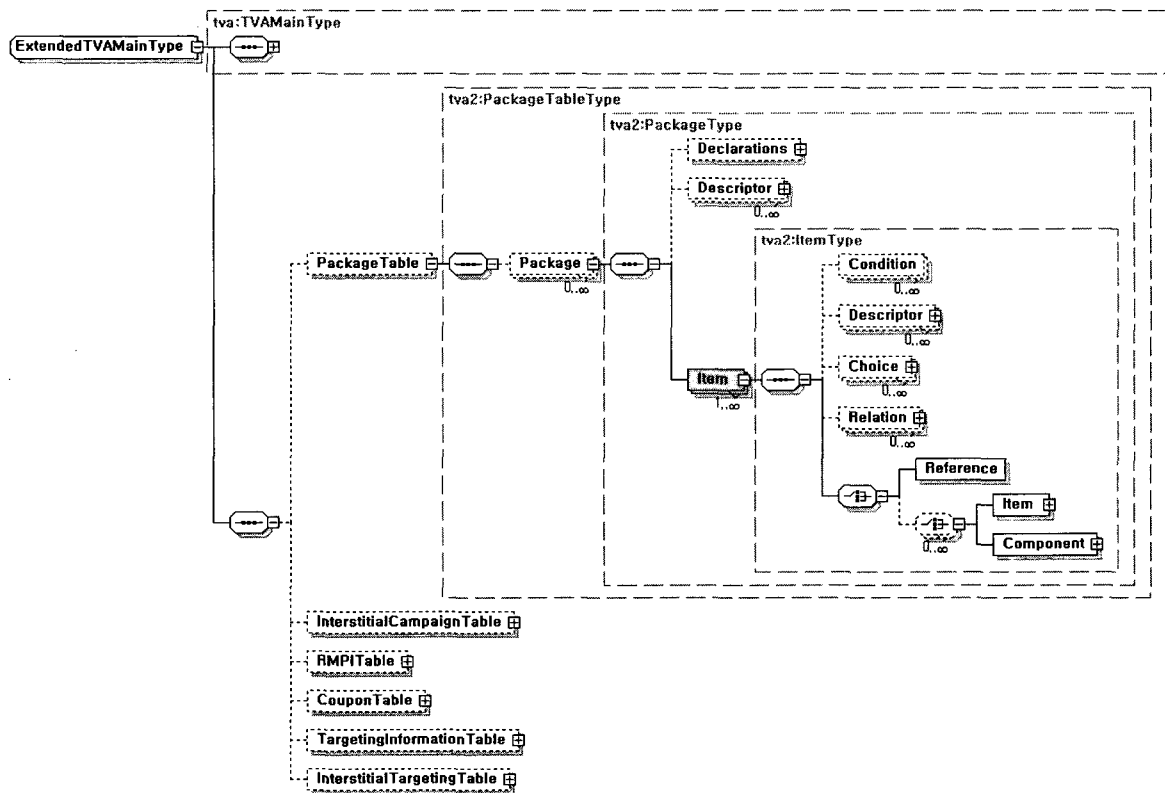 tva:TVAMainType
ExtendedTVAMainType
tva2:PackageTableType
tva2:PackageType
Declarations
Descriptor
0..∞
tva2:ItemType
PackageTable
Package
0..∞
Condition
0..∞
Descriptor
0..∞
Choice
0..∞
Item
1..∞
Relation
0..∞
Reference
Item
0..∞
Component
InterstitialCampaignTable
RMPITable
CouponTable
TargetingInformationTable
InterstitialTargetingTable